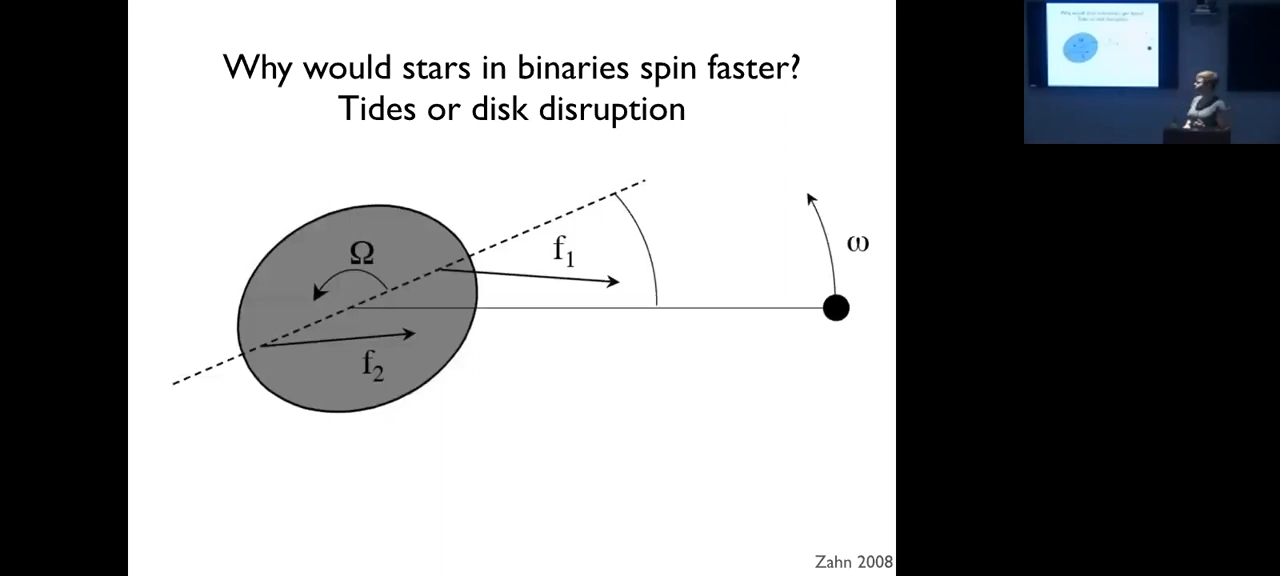 Why would stars in binaries spin faster?
Tides or disk disruption
Ω
f₁
ω
f₂
Zahn 2008